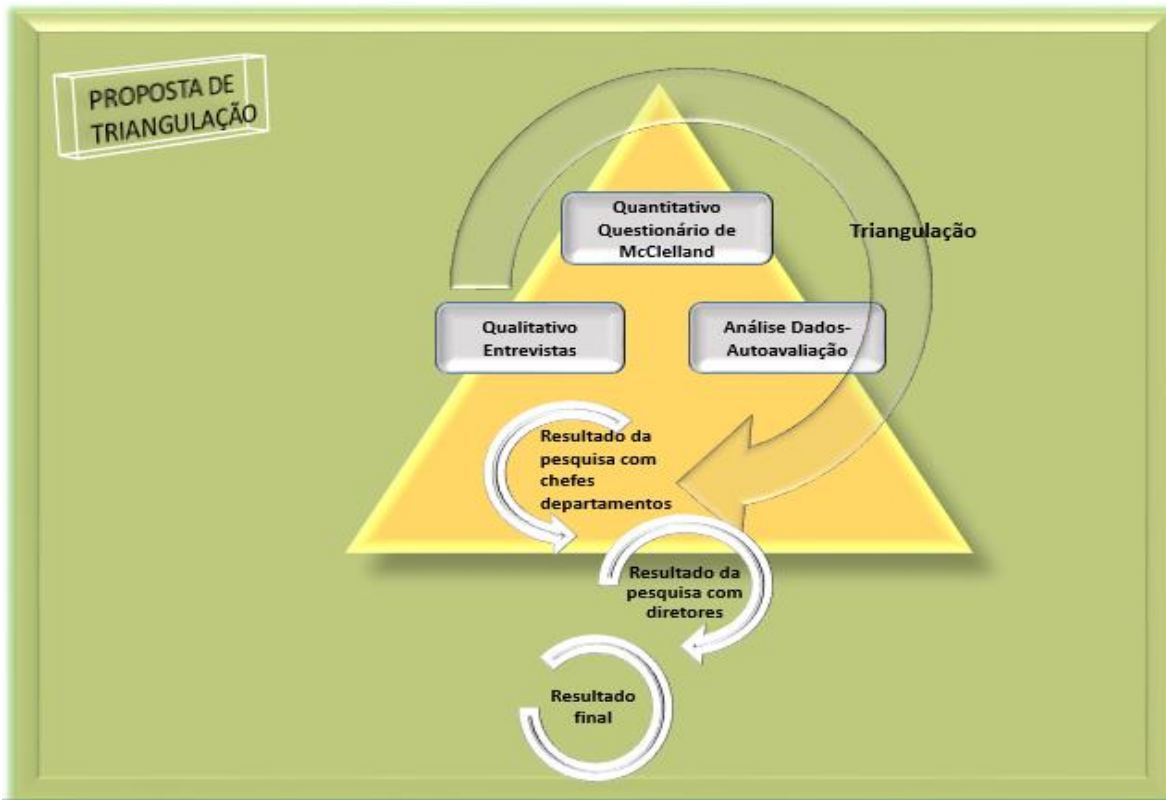 PROPOSTA DE
TRIANGULAÇÃO
Quantitativo
Questionário de
McClelland
Triangulação
Qualitativo
Entrevistas
Análise Dados-
Autoavaliação
Resultado da
pesquisa com
chefes
departamentos
Resultado da
pesquisa com
diretores
Resultado
final